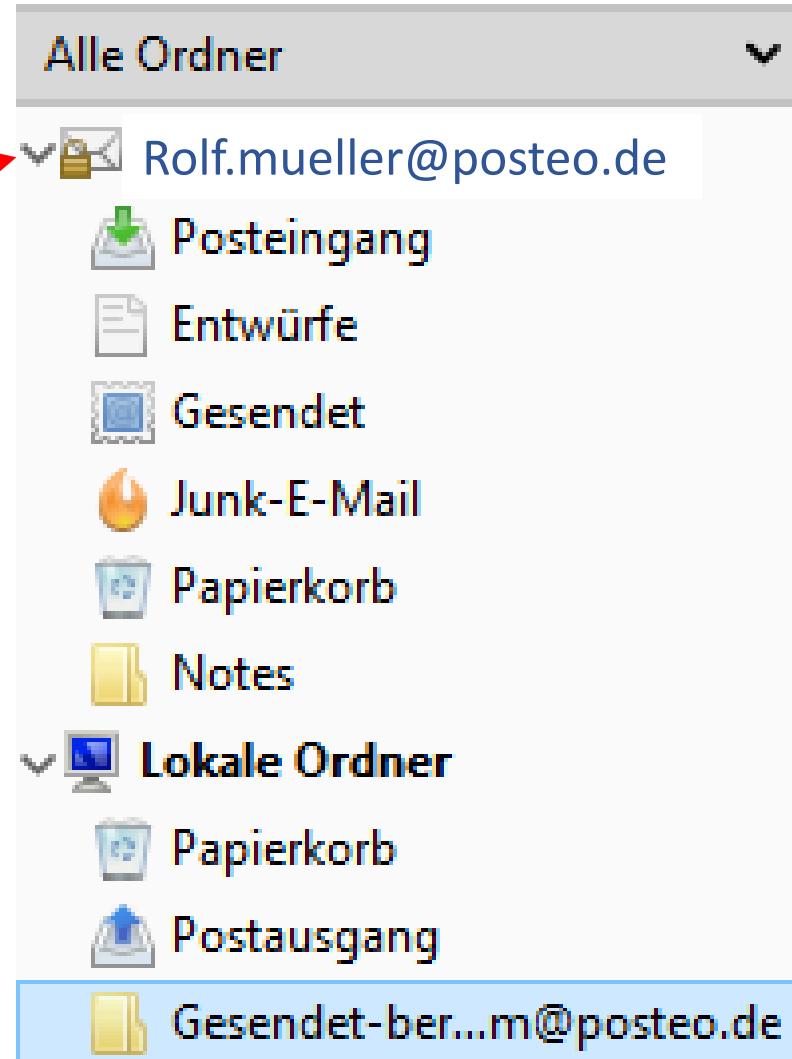 Alle Ordner
Rolf.mueller@posteo.de
Posteingang
Entwürfe
Gesendet
Junk-E-Mail
Papierkorb
Notes
Lokale Ordner
Papierkorb
Postausgang
Gesendet-ber...m@posteo.de